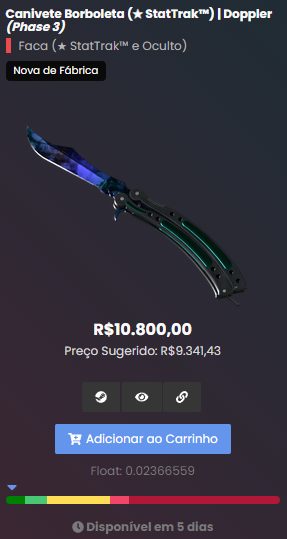 Canivete Borboleta (★ StatTrak™) | Doppler
(Phase 3)
Faca (★ StatTrak™ e Oculto)
Nova de Fábrica
R$10.800,00
Preço Sugerido: R$9.341,43
Adicionar ao Carrinho
Float: 0.02366559
Disponível em 5 dias